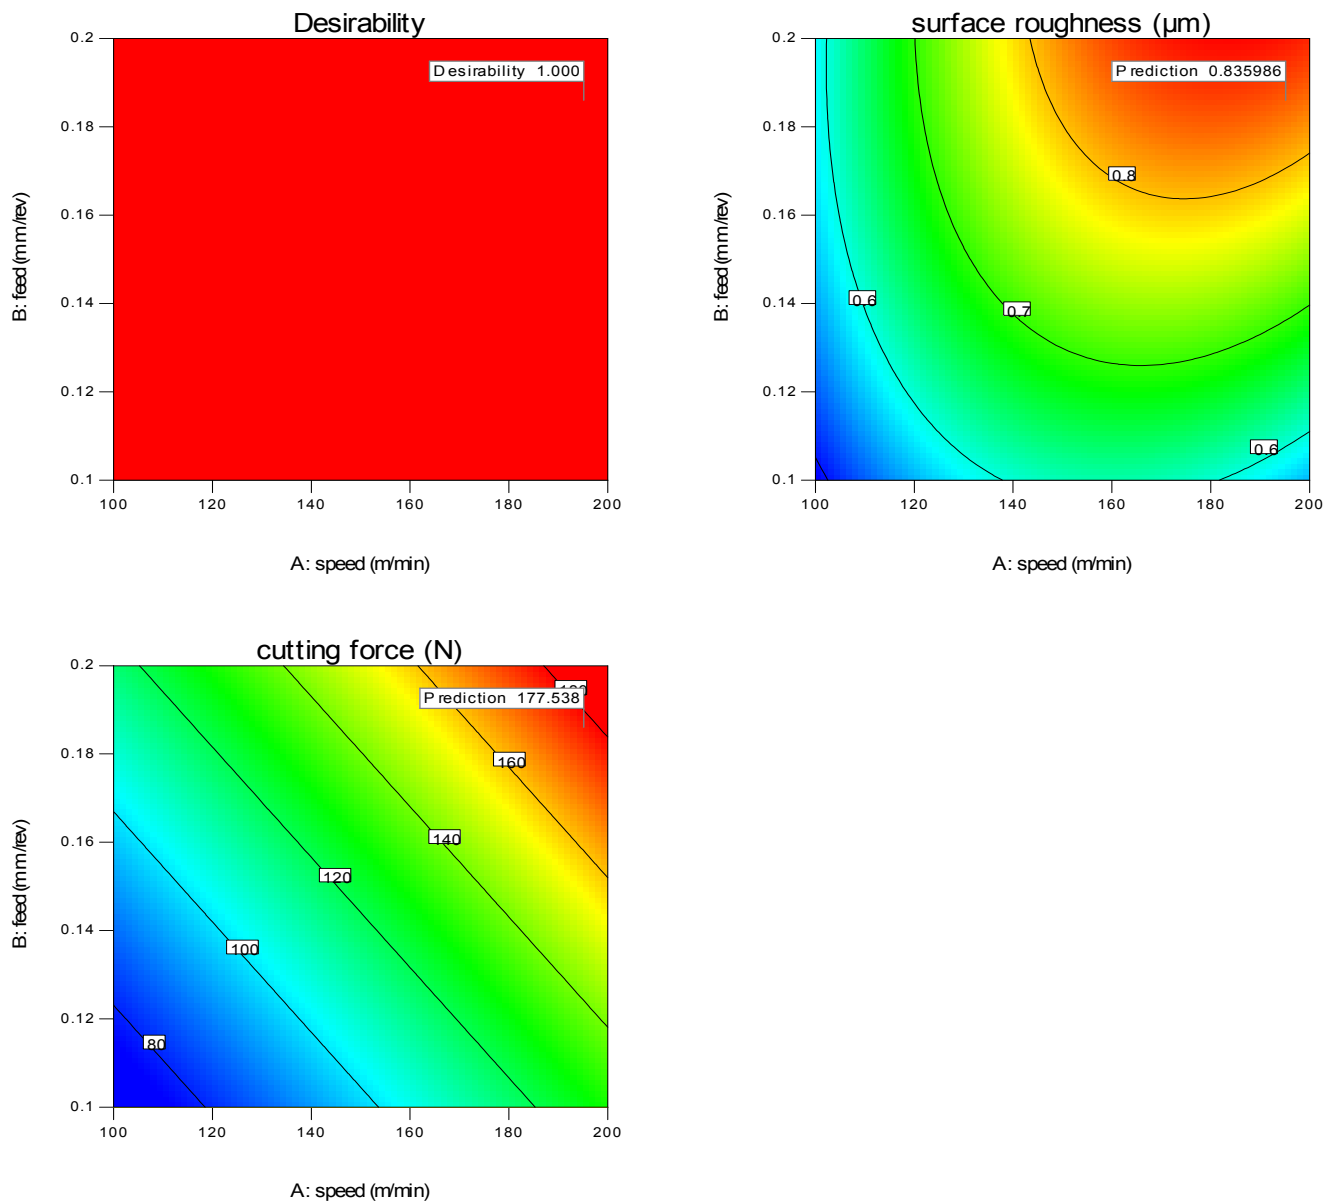 Desirability
0.2
0.18
0.16
0.14
0.12
0.1
B: feed (mm/rev)
Desirability 1.000
100 120 140 160 180 200
A: speed (m/min)
surface roughness (µm)
0.2
0.18
0.16
0.14
0.12
0.1
B: feed (mm/rev)
Prediction 0.835986
0.8
0.6
0.7
0.6
100 120 140 160 180 200
A: speed (m/min)
cutting force (N)
0.2
0.18
0.16
0.14
0.12
0.1
B: feed (mm/rev)
Prediction 177.538
160
140
120
100
80
100 120 140 160 180 200
A: speed (m/min)